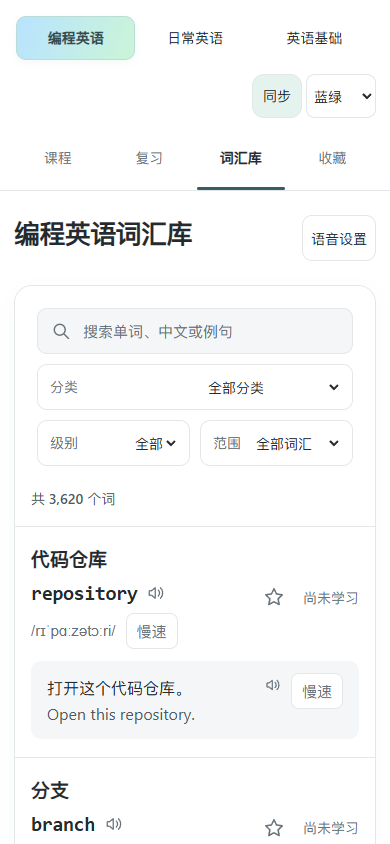 编程英语 日常英语 英语基础
同步 蓝绿
课程 复习 词汇库 收藏
编程英语词汇库 语音设置
搜索单词、中文或例句
分类 全部分类
级别 全部 范围 全部词汇
共 3,620 个词
代码仓库
repository 尚未学习
/rɪˈpɑːzətɔːri/ 慢速
打开这个代码仓库。 慢速
Open this repository.
分支
branch 尚未学习